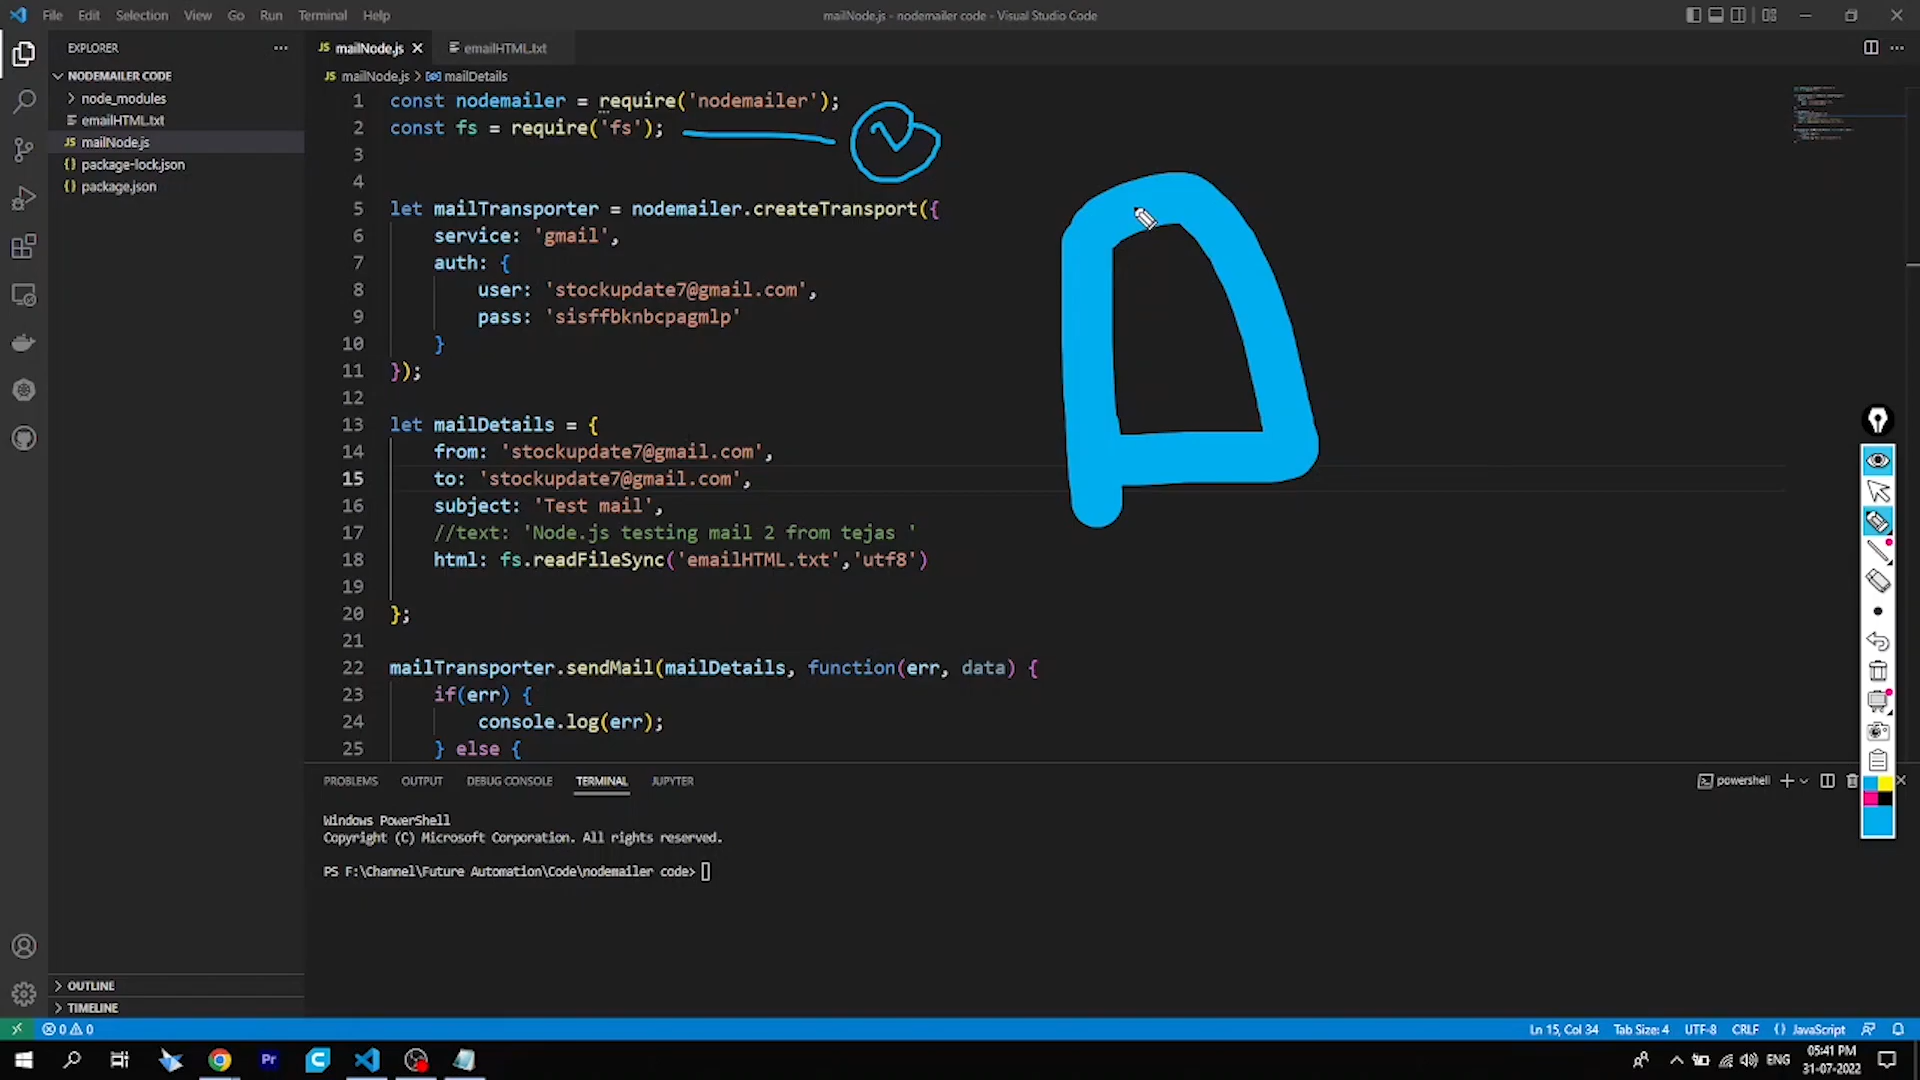 File Edit Selection View Go Run Terminal Help
mailNode.js - nodemailer code - Visual Studio Code
EXPLORER
NODEMAILER CODE
node_modules
emailHTML.txt
JS mailNode.js
{} package-lock.json
{} package.json
OUTLINE
TIMELINE
JS mailNode.js
emailHTML.txt
JS mailNode.js > mailDetails
1 const nodemailer = require('nodemailer');
2 const fs = require('fs');
3
4
5 let mailTransporter = nodemailer.createTransport({
6 service: 'gmail',
7 auth: {
8 user: 'stockupdate7@gmail.com',
9 pass: 'sisffbknbcpagmlp'
10 }
11 });
12
13 let mailDetails = {
14 from: 'stockupdate7@gmail.com',
15 to: 'stockupdate7@gmail.com',
16 subject: 'Test mail',
17 //text: 'Node.js testing mail 2 from tejas '
18 html: fs.readFileSync('emailHTML.txt','utf8')
19
20 };
21
22 mailTransporter.sendMail(mailDetails, function(err, data) {
23 if(err) {
24 console.log(err);
25 } else {
PROBLEMS OUTPUT DEBUG CONSOLE TERMINAL JUPYTER
powershell
Windows PowerShell
Copyright (C) Microsoft Corporation. All rights reserved.
PS F:\Channel\Future Automation\Code\nodemailer code>
0 0
Ln 15, Col 34 Tab Size: 4 UTF-8 CRLF {} JavaScript
Pr
ENG
05:41 PM
31-07-2022